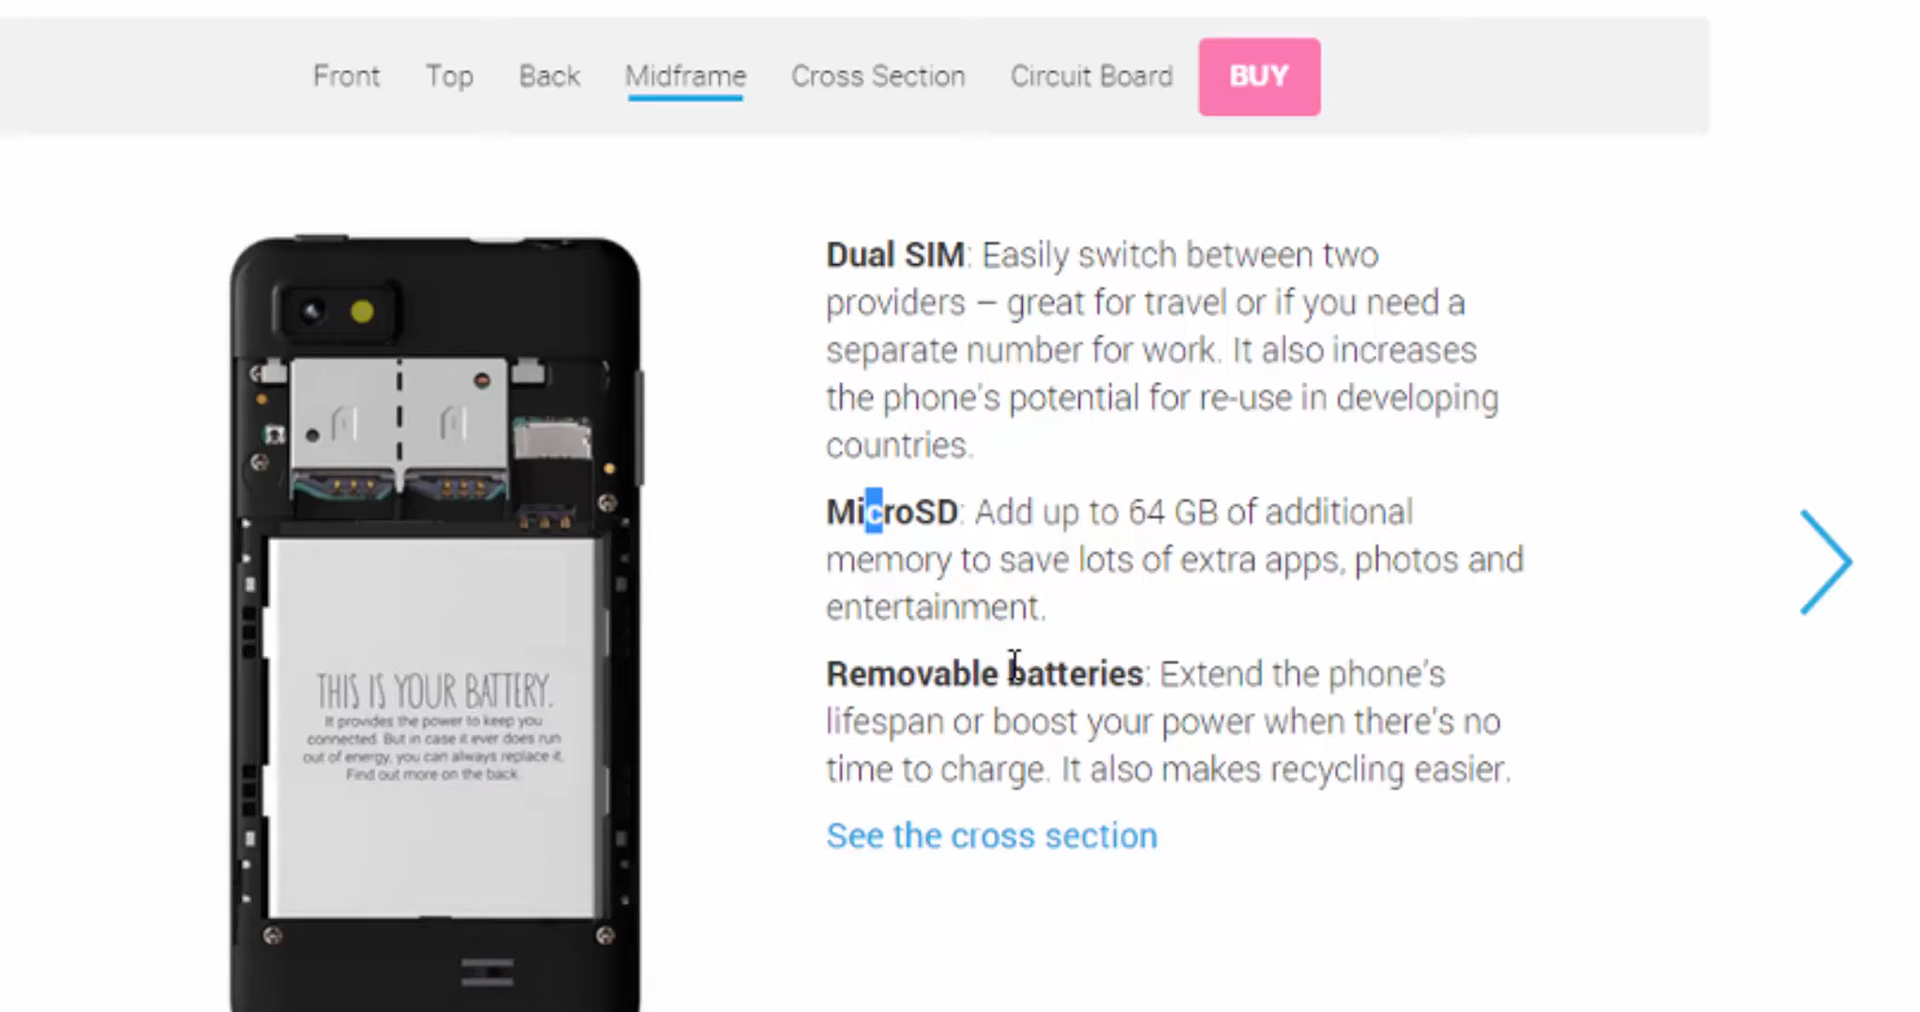 Front Top Back Midframe Cross Section Circuit Board BUY
Dual SIM: Easily switch between two
providers – great for travel or if you need a
separate number for work. It also increases
the phone's potential for re-use in developing
countries.
MicroSD: Add up to 64 GB of additional
memory to save lots of extra apps, photos and
entertainment.
Removable batteries: Extend the phone's
lifespan or boost your power when there's no
time to charge. It also makes recycling easier.
See the cross section
THIS IS YOUR BATTERY.
It provides the power to keep you
connected. But in case it ever does run
out of energy, you can always replace it.
Find out more on the back.